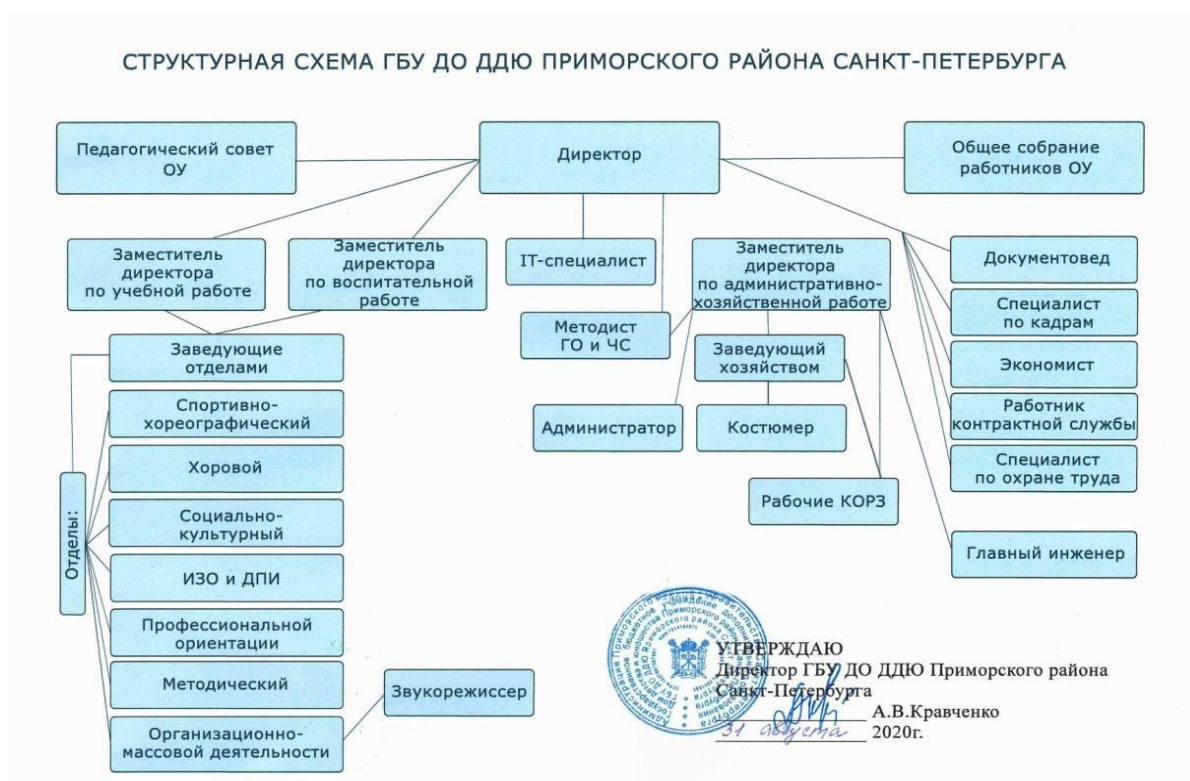 СТРУКТУРНАЯ СХЕМА ГБУ ДО ДДЮ ПРИМОРСКОГО РАЙОНА САНКТ-ПЕТЕРБУРГА
Педагогический совет
ОУ
Директор
Общее собрание
работников ОУ
Заместитель
директора
по учебной работе
Заместитель
директора
по воспитательной
работе
IT-специалист
Заместитель
директора
по административно-
хозяйственной работе
Документовед
Специалист
по кадрам
Методист
ГО и ЧС
Заведующий
хозяйством
Экономист
Заведующие
отделами
Администратор
Костюмер
Работник
контрактной службы
Специалист
по охране труда
Рабочие КОРЗ
Главный инженер
Отделы:
Спортивно-
хореографический
Хоровой
Социально-
культурный
ИЗО и ДПИ
Профессиональной
ориентации
Методический
Организационно-
массовой деятельности
Звукорежиссер
УТВЕРЖДАЮ
Директор ГБУ ДО ДДЮ Приморского района
Санкт-Петербурга
А.В.Кравченко
31 августа 2020г.